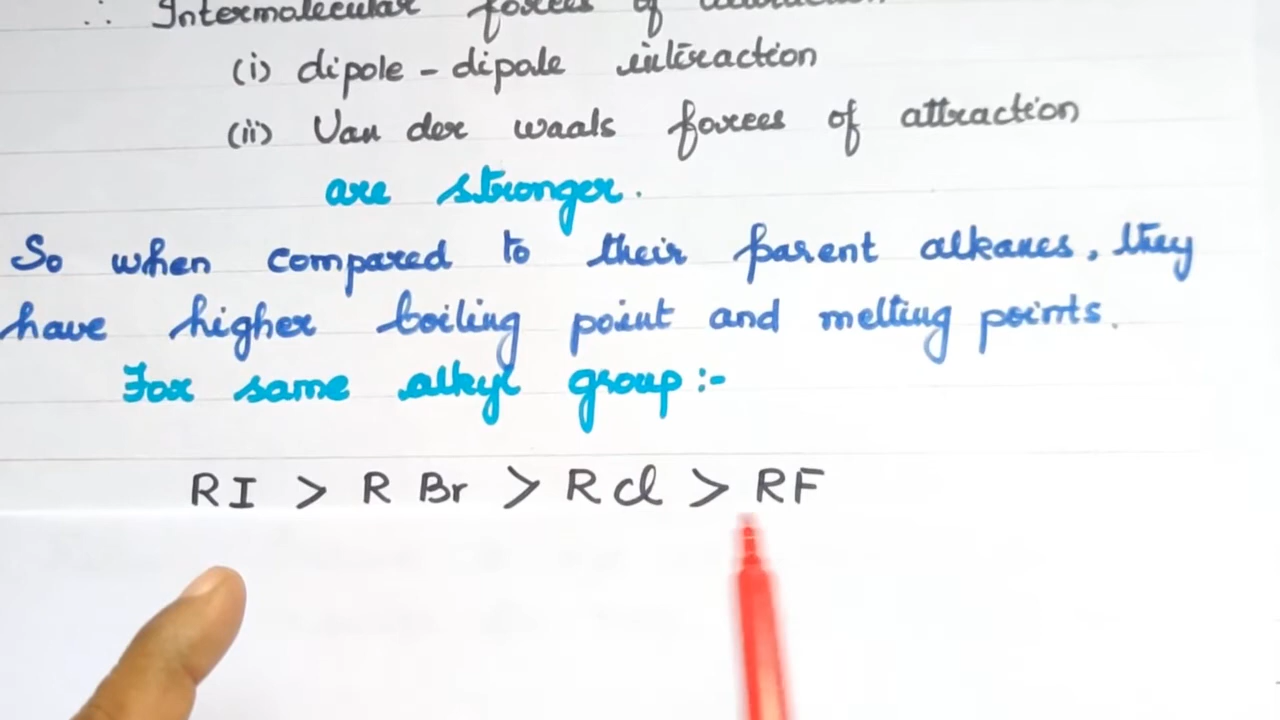 ∴ Intermolecular forces of attraction
(i) dipole - dipole interaction
(ii) Van der waals forces of attraction
are stronger.
So when compared to their parent alkanes, they
have higher boiling point and melting points.
For same alkyl group :-
RI > R Br > R Cl > RF